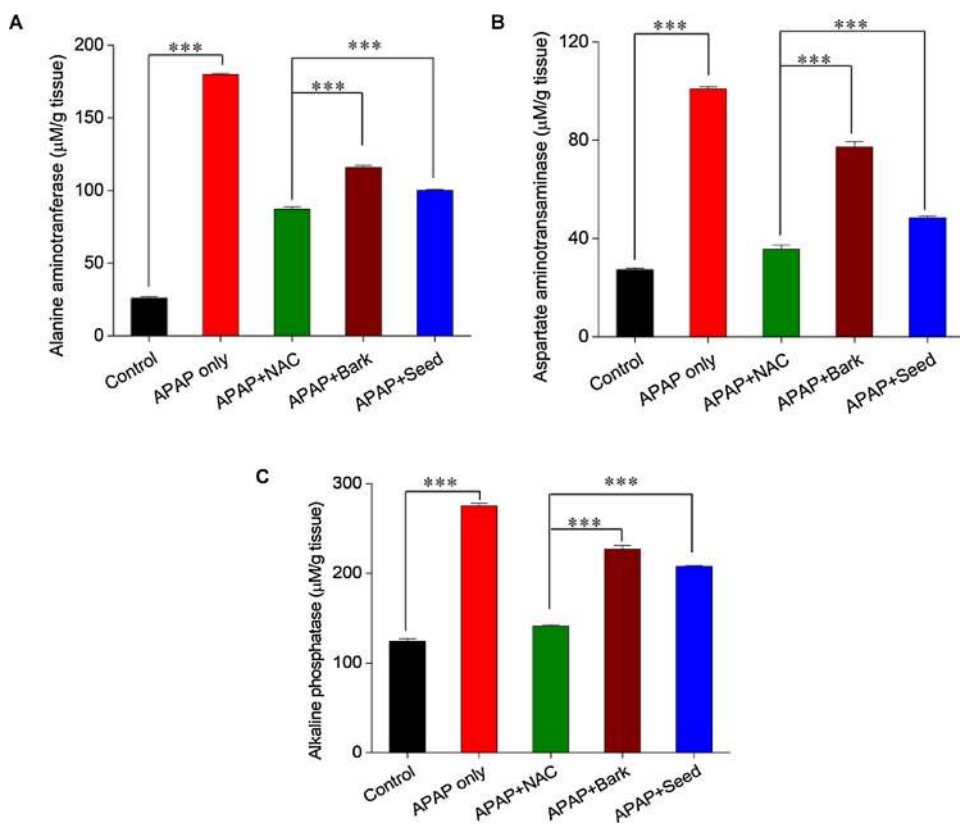 A
Alanine aminotranferase (μM/g tissue)
200
150
100
50
0
***
***
***
Control
APAP only
APAP+NAC
APAP+Bark
APAP+Seed
B
Aspartate aminotransaminase (μM/g tissue)
120
80
40
0
***
***
***
Control
APAP only
APAP+NAC
APAP+Bark
APAP+Seed
C
Alkaline phosphatase (μM/g tissue)
300
200
100
0
***
***
***
Control
APAP only
APAP+NAC
APAP+Bark
APAP+Seed